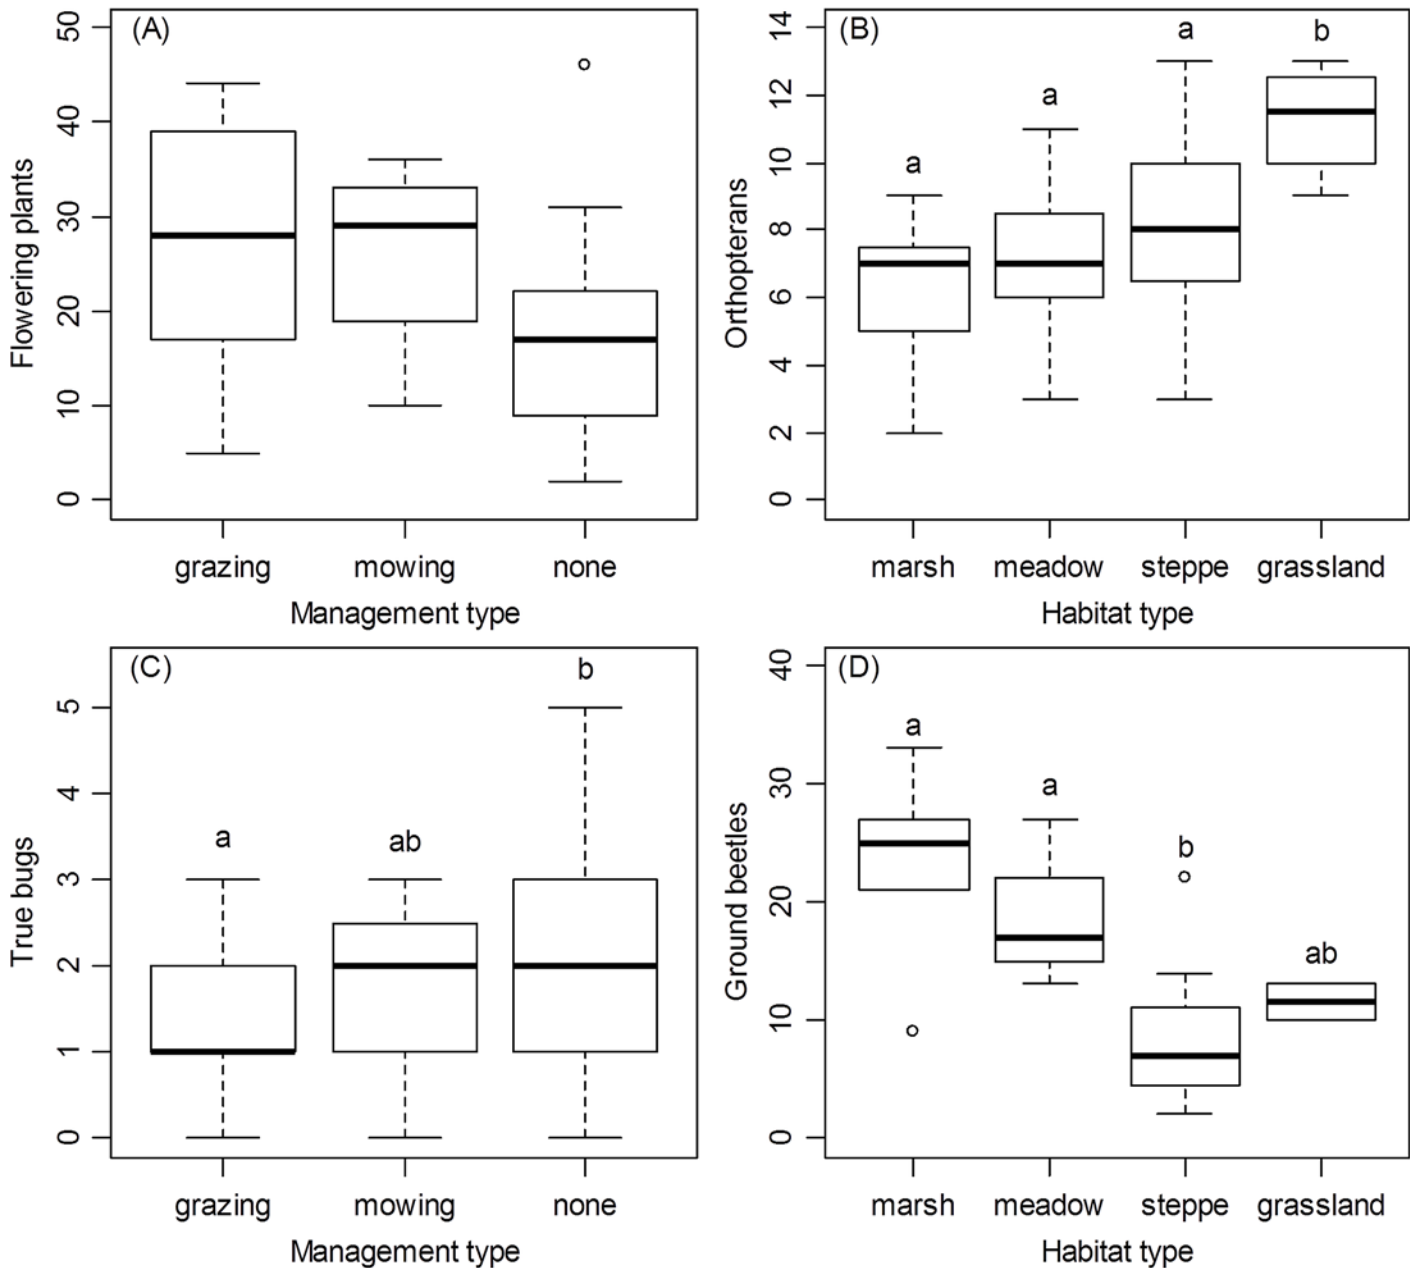 (A)
Flowering plants
50
40
30
20
10
0
grazing mowing none
Management type
(B)
Orthopterans
14
12
10
8
6
4
2
0
a a a b
marsh meadow steppe grassland
Habitat type
(C)
True bugs
5
4
3
2
1
0
a ab b
grazing mowing none
Management type
(D)
Ground beetles
40
30
20
10
0
a a b ab
marsh meadow steppe grassland
Habitat type